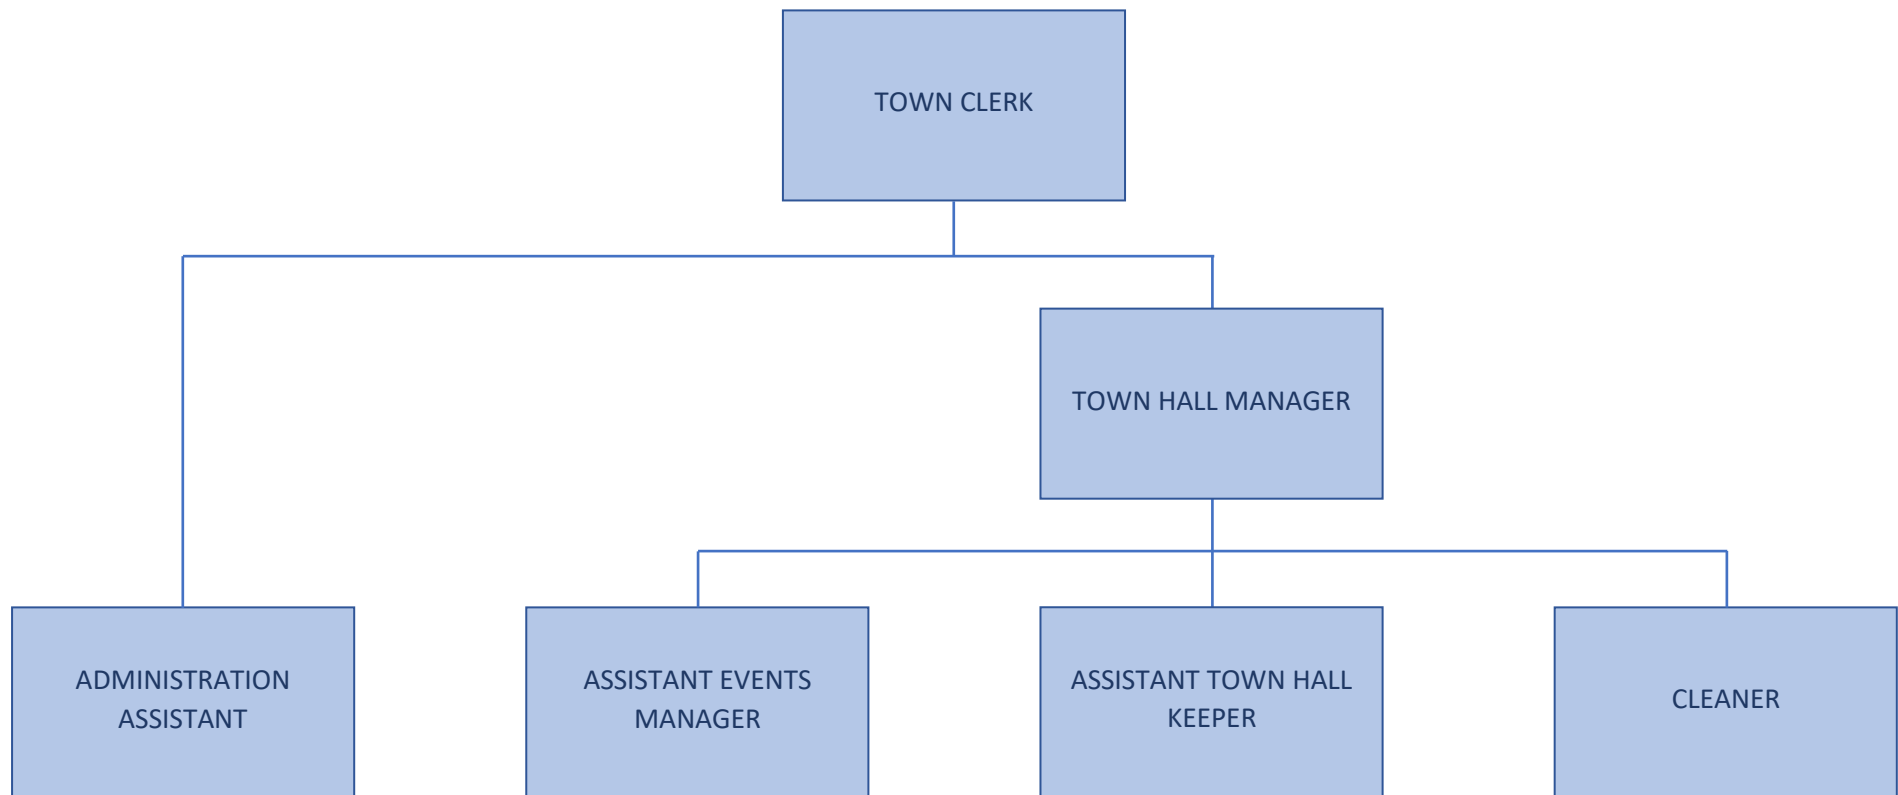 TOWN CLERK
TOWN HALL MANAGER
ADMINISTRATION
ASSISTANT
ASSISTANT EVENTS
MANAGER
ASSISTANT TOWN HALL
KEEPER
CLEANER